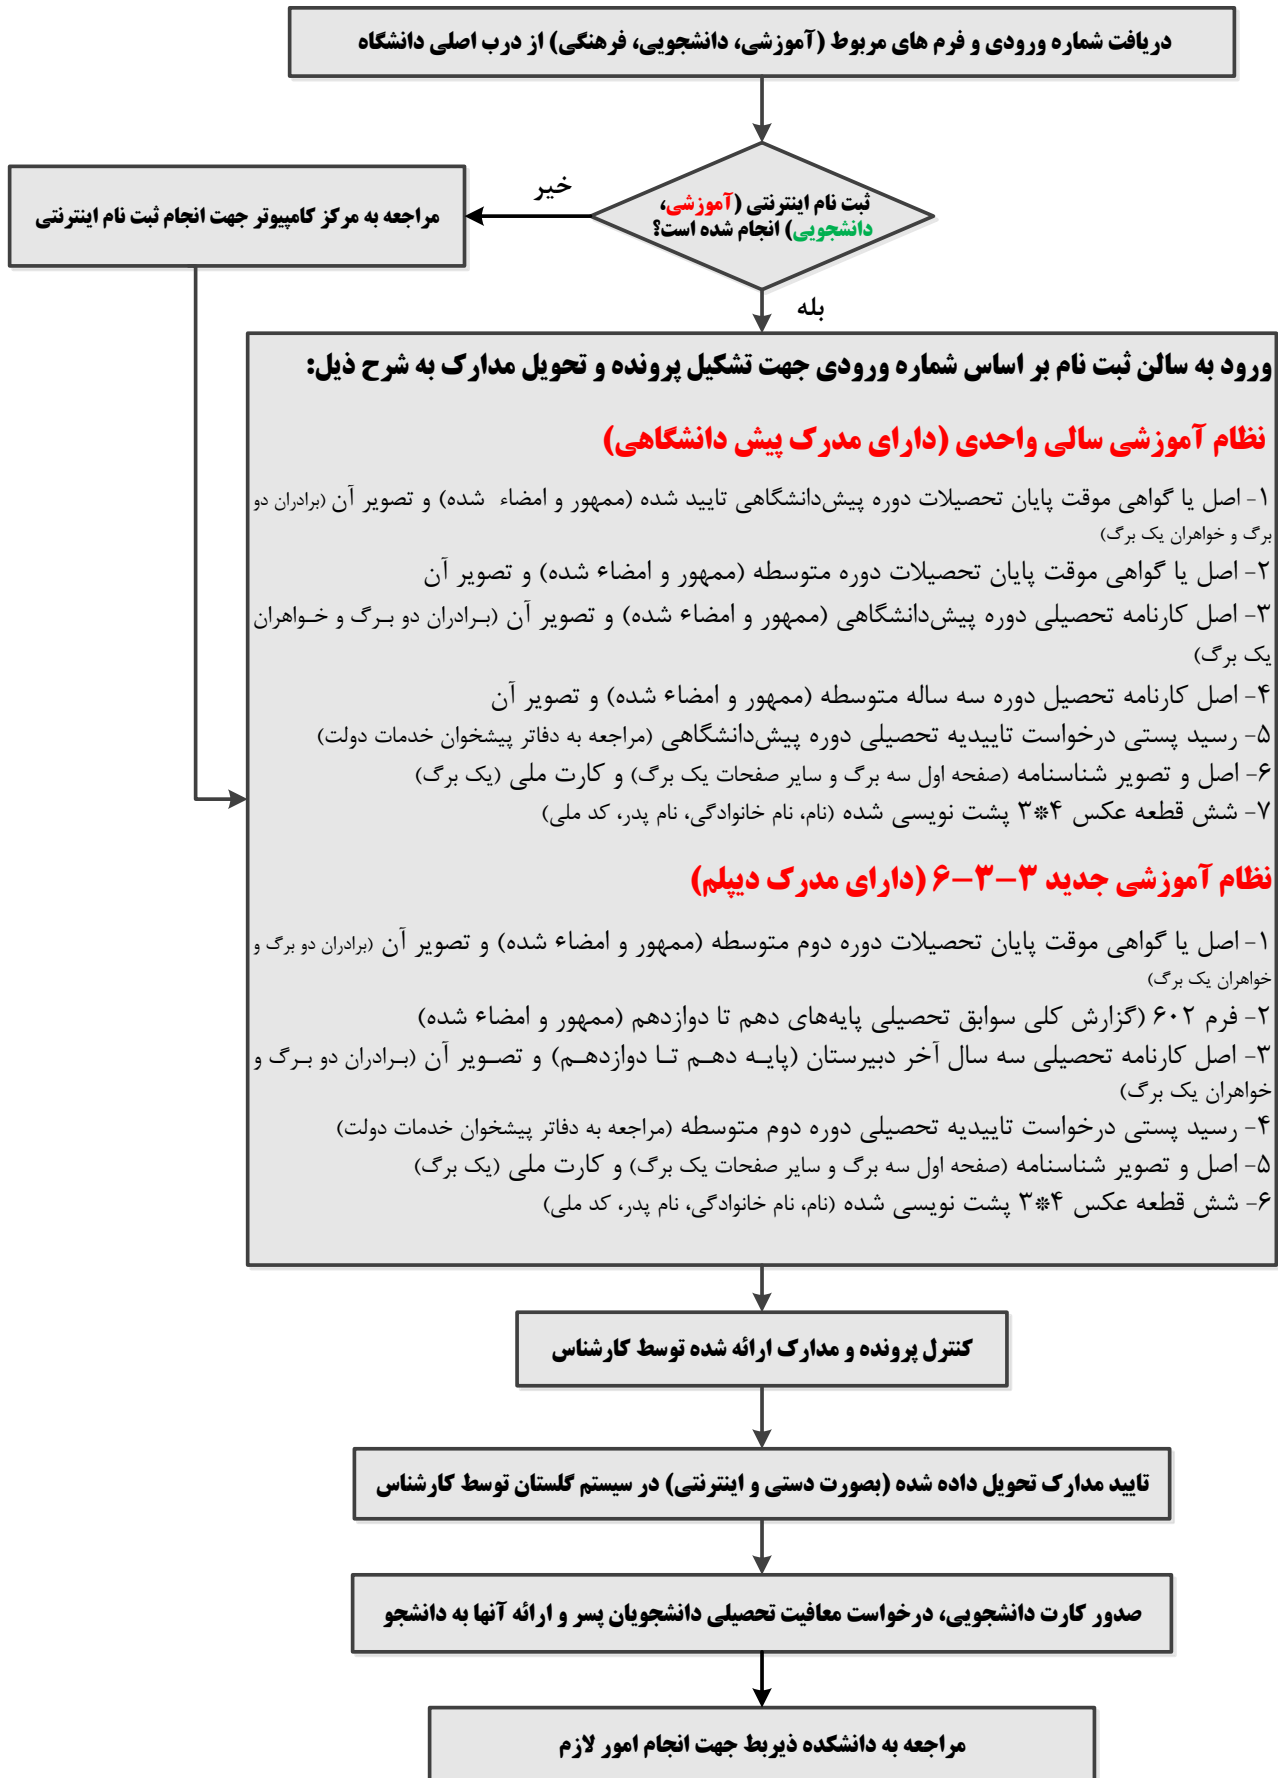 دریافت شماره ورودی و فرم های مربوط (آموزشی، دانشجویی، فرهنگی) از درب اصلی دانشگاه
ثبت نام اینترنتی (آموزشی،
دانشجویی) انجام شده است؟
خیر
مراجعه به مرکز کامپیوتر جهت انجام ثبت نام اینترنتی
بله
ورود به سالن ثبت نام بر اساس شماره ورودی جهت تشکیل پرونده و تحویل مدارک به شرح ذیل:
نظام آموزشی سالی واحدی (دارای مدرک پیش دانشگاهی)
۱- اصل یا گواهی موقت پایان تحصیلات دوره پیش‌دانشگاهی تایید شده (ممهور و امضاء شده) و تصویر آن (برادران دو
برگ و خواهران یک برگ)
۲- اصل یا گواهی موقت پایان تحصیلات دوره متوسطه (ممهور و امضاء شده) و تصویر آن
۳- اصل کارنامه تحصیلی دوره پیش‌دانشگاهی (ممهور و امضاء شده) و تصویر آن (بـرادران دو بـرگ و خـواهران
یک برگ)
۴- اصل کارنامه تحصیل دوره سه ساله متوسطه (ممهور و امضاء شده) و تصویر آن
۵- رسید پستی درخواست تاییدیه تحصیلی دوره پیش‌دانشگاهی (مراجعه به دفاتر پیشخوان خدمات دولت)
۶- اصل و تصویر شناسنامه (صفحه اول سه برگ و سایر صفحات یک برگ) و کارت ملی (یک برگ)
۷- شش قطعه عکس ۴*۳ پشت نویسی شده (نام، نام خانوادگی، نام پدر، کد ملی)
نظام آموزشی جدید ۳-۳-۶ (دارای مدرک دیپلم)
۱- اصل یا گواهی موقت پایان تحصیلات دوره دوم متوسطه (ممهور و امضاء شده) و تصویر آن (برادران دو برگ و
خواهران یک برگ)
۲- فرم ۶۰۲ (گزارش کلی سوابق تحصیلی پایه‌های دهم تا دوازدهم (ممهور و امضاء شده)
۳- اصل کارنامه تحصیلی سه سال آخر دبیرستان (پایـه دهـم تـا دوازدهـم) و تصـویر آن (بـرادران دو بـرگ و
خواهران یک برگ)
۴- رسید پستی درخواست تاییدیه تحصیلی دوره دوم متوسطه (مراجعه به دفاتر پیشخوان خدمات دولت)
۵- اصل و تصویر شناسنامه (صفحه اول سه برگ و سایر صفحات یک برگ) و کارت ملی (یک برگ)
۶- شش قطعه عکس ۴*۳ پشت نویسی شده (نام، نام خانوادگی، نام پدر، کد ملی)
کنترل پرونده و مدارک ارائه شده توسط کارشناس
تایید مدارک تحویل داده شده (بصورت دستی و اینترنتی) در سیستم گلستان توسط کارشناس
صدور کارت دانشجویی، درخواست معافیت تحصیلی دانشجویان پسر و ارائه آنها به دانشجو
مراجعه به دانشکده ذیربط جهت انجام امور لازم